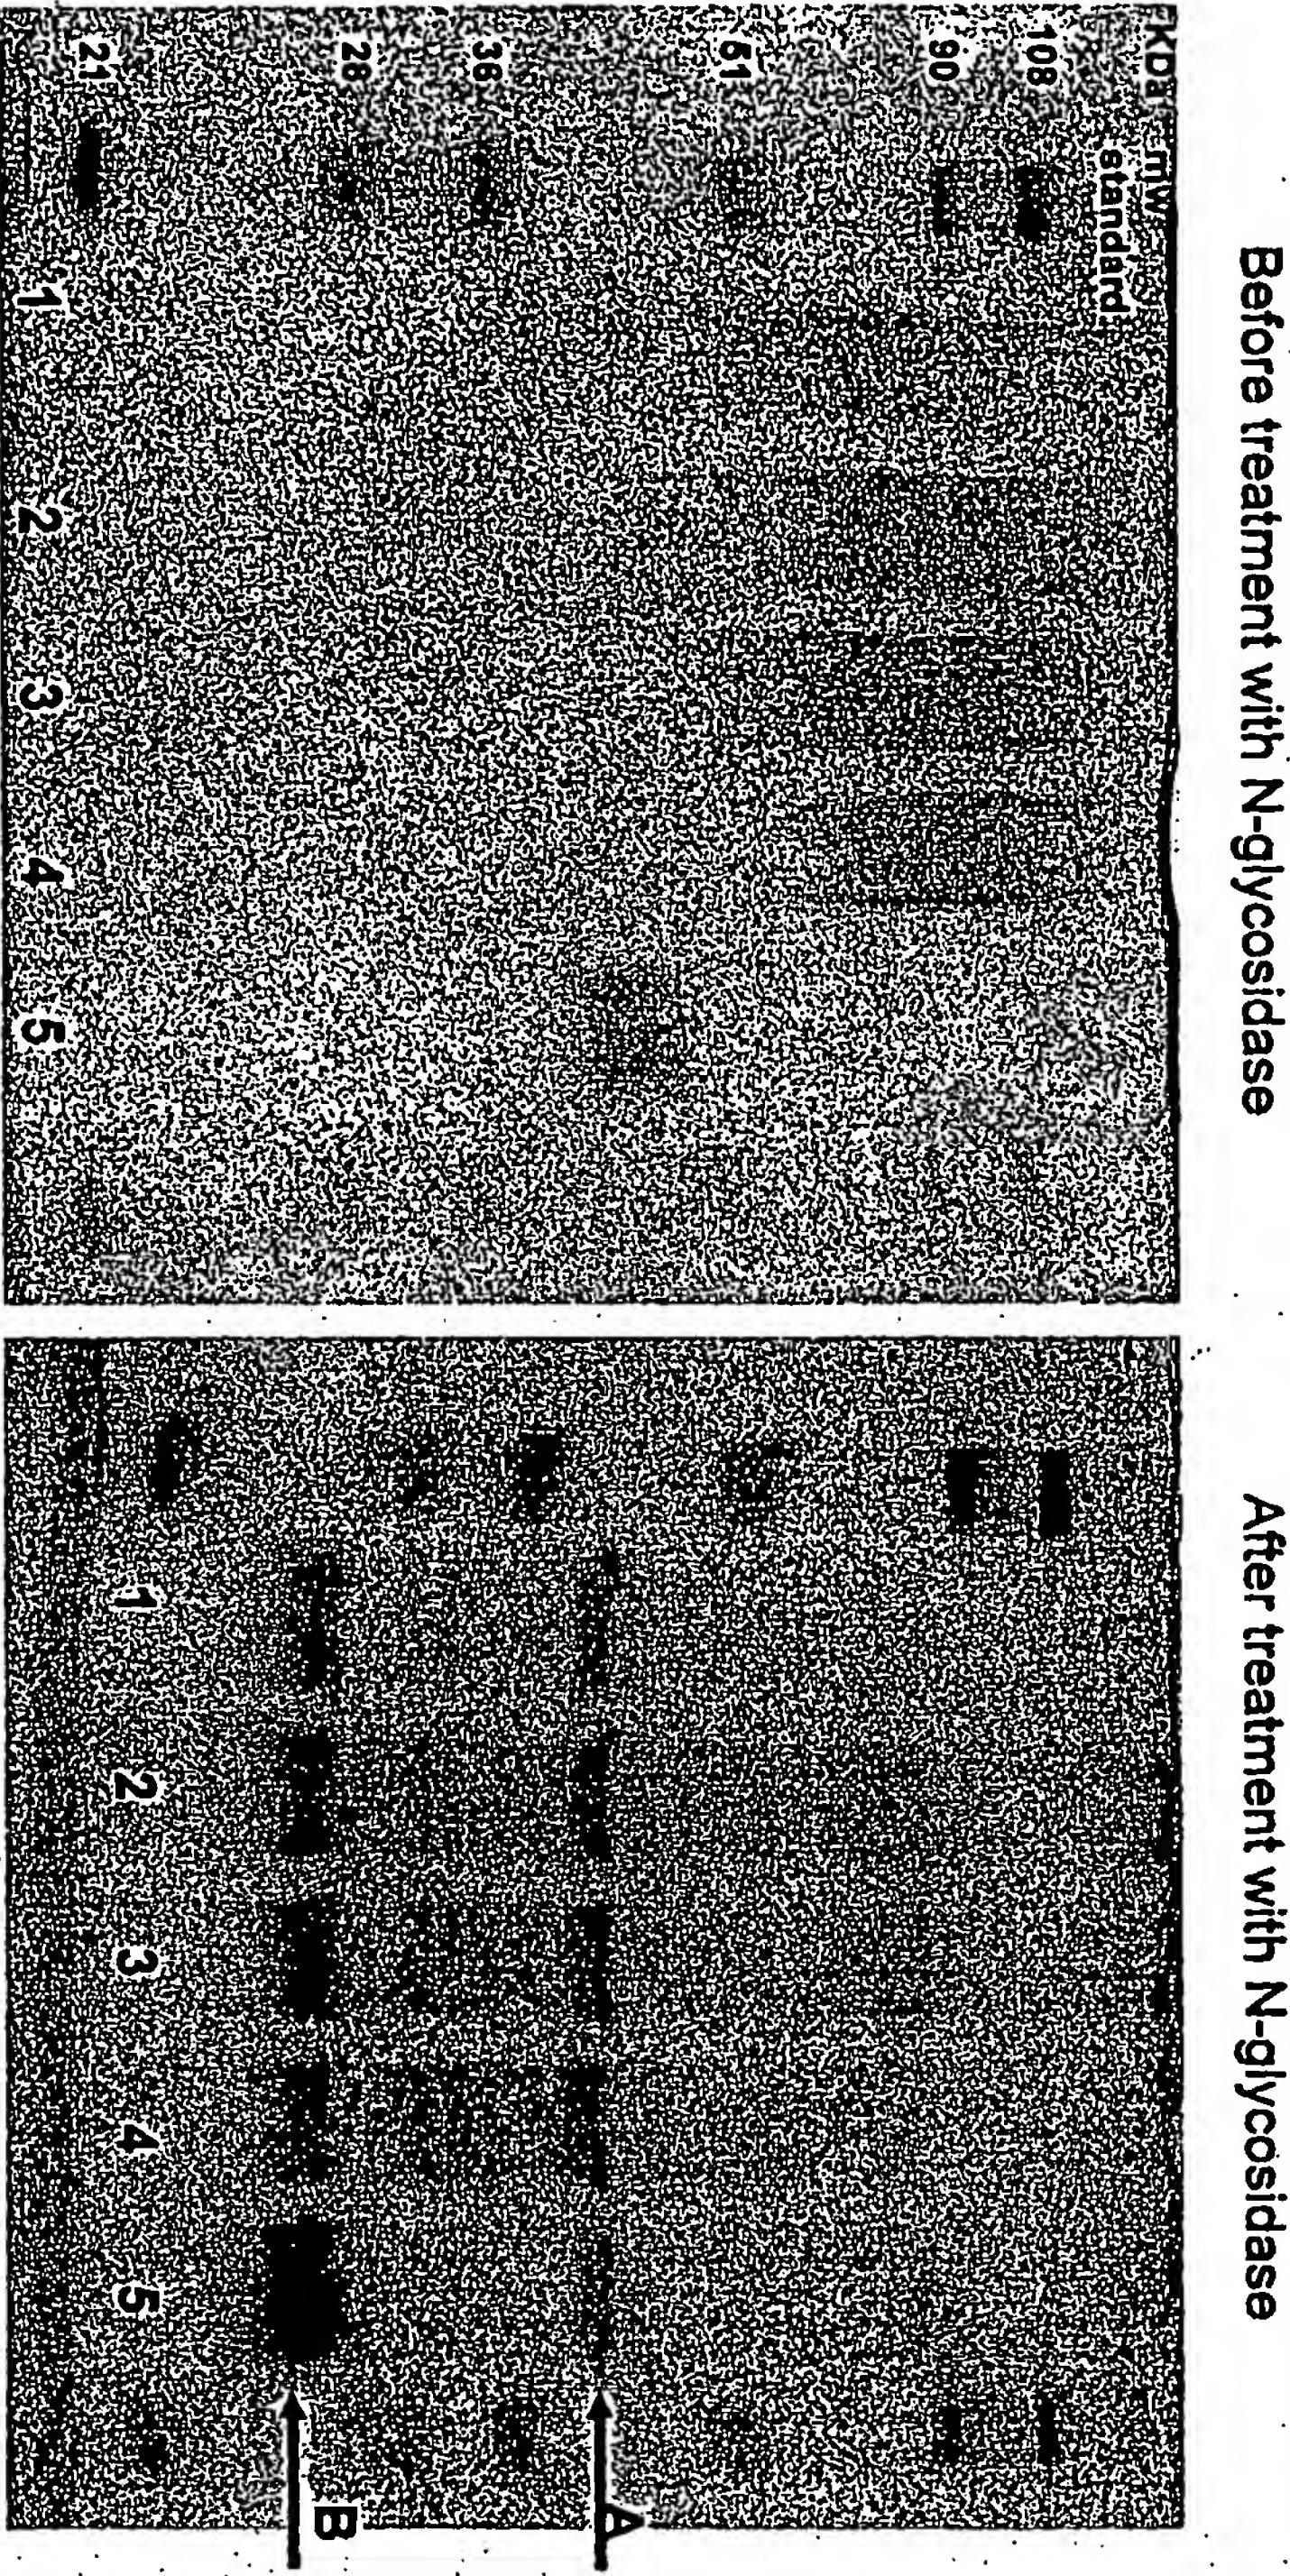 Before treatment with N-glycosidase
KDa mw
standard
108
90
51
36
28
21
1 2 3 4 5
After treatment with N-glycosidase
A
B
1 2 3 4 5